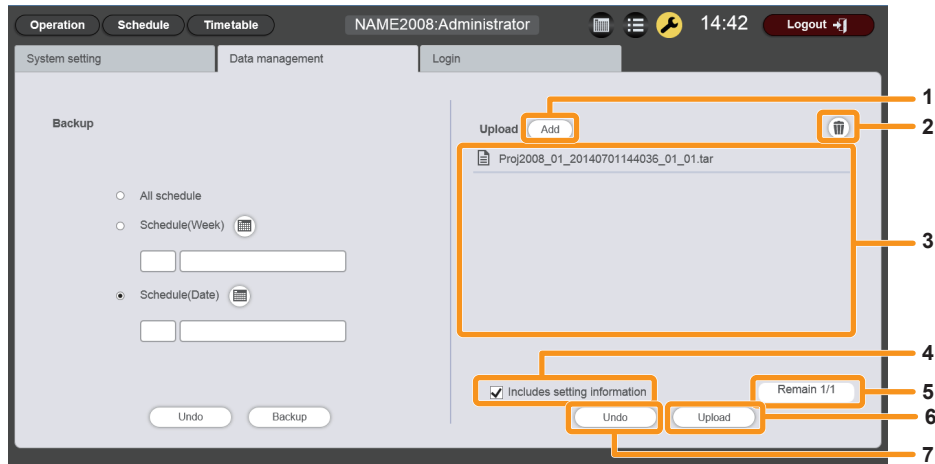 Operation Schedule Timetable NAME2008:Administrator 14:42 Logout
System setting Data management Login
1
Backup Upload Add 2
Proj2008_01_20140701144036_01_01.tar
All schedule
Schedule(Week)
3
Schedule(Date)
4
Includes setting information Remain 1/1 5
Undo Backup Undo Upload 6
7